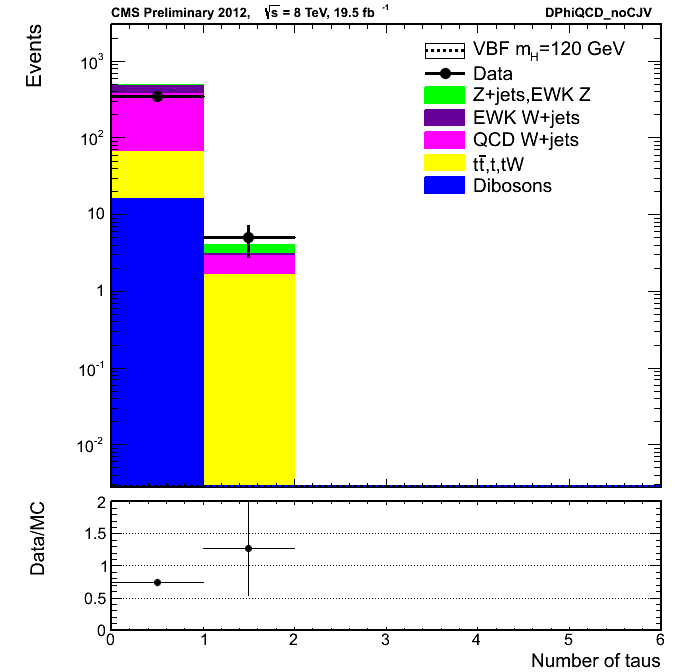 CMS Preliminary 2012, √s = 8 TeV, 19.5 fb⁻¹ DPhiQCD_noCJV
Events
10³
10²
10
1
10⁻¹
10⁻²
VBF m_H=120 GeV
Data
Z+jets,EWK Z
EWK W+jets
QCD W+jets
tt̄,t,tW
Dibosons
Data/MC
2
1.5
1
0.5
0
0 1 2 3 4 5 6
Number of taus